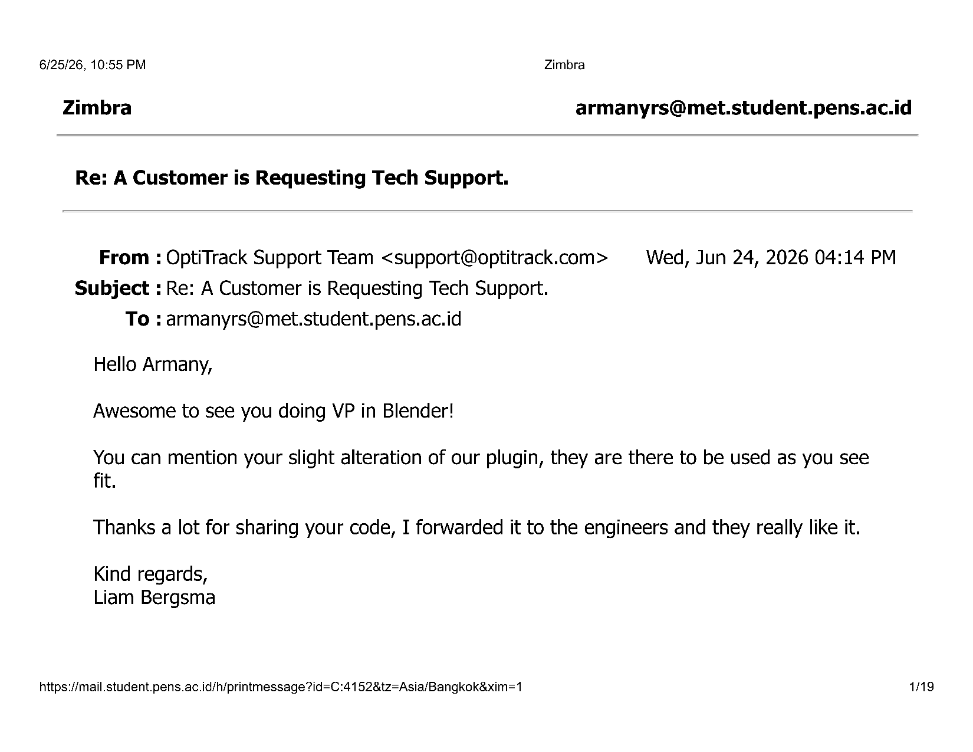 6/25/26, 10:55 PM Zimbra
Zimbra armanyrs@met.student.pens.ac.id
Re: A Customer is Requesting Tech Support.
From : OptiTrack Support Team <support@optitrack.com> Wed, Jun 24, 2026 04:14 PM
Subject : Re: A Customer is Requesting Tech Support.
To : armanyrs@met.student.pens.ac.id
Hello Armany,
Awesome to see you doing VP in Blender!
You can mention your slight alteration of our plugin, they are there to be used as you see
fit.
Thanks a lot for sharing your code, I forwarded it to the engineers and they really like it.
Kind regards,
Liam Bergsma
https://mail.student.pens.ac.id/h/printmessage?id=C:4152&tz=Asia/Bangkok&xim=1 1/19